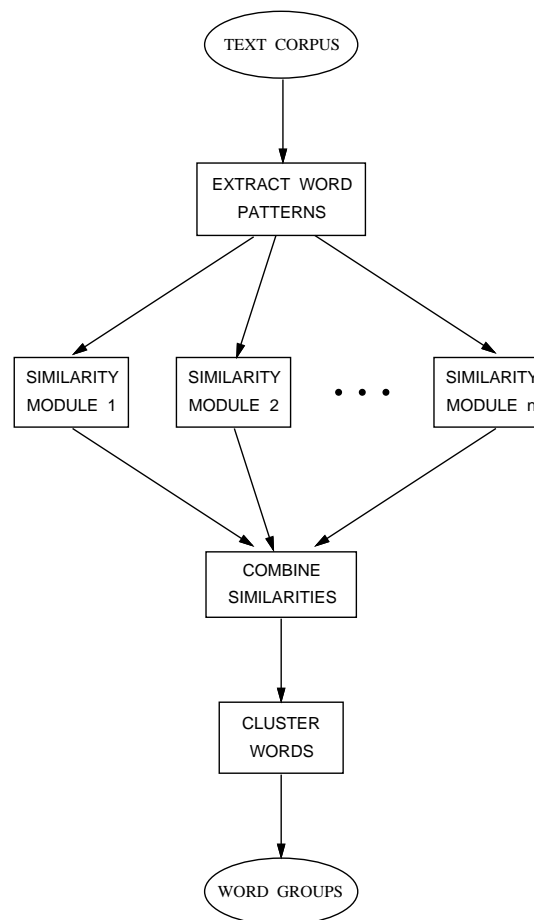 TEXT CORPUS
EXTRACT WORD
PATTERNS
SIMILARITY
MODULE 1
SIMILARITY
MODULE 2
SIMILARITY
MODULE n
COMBINE
SIMILARITIES
CLUSTER
WORDS
WORD GROUPS